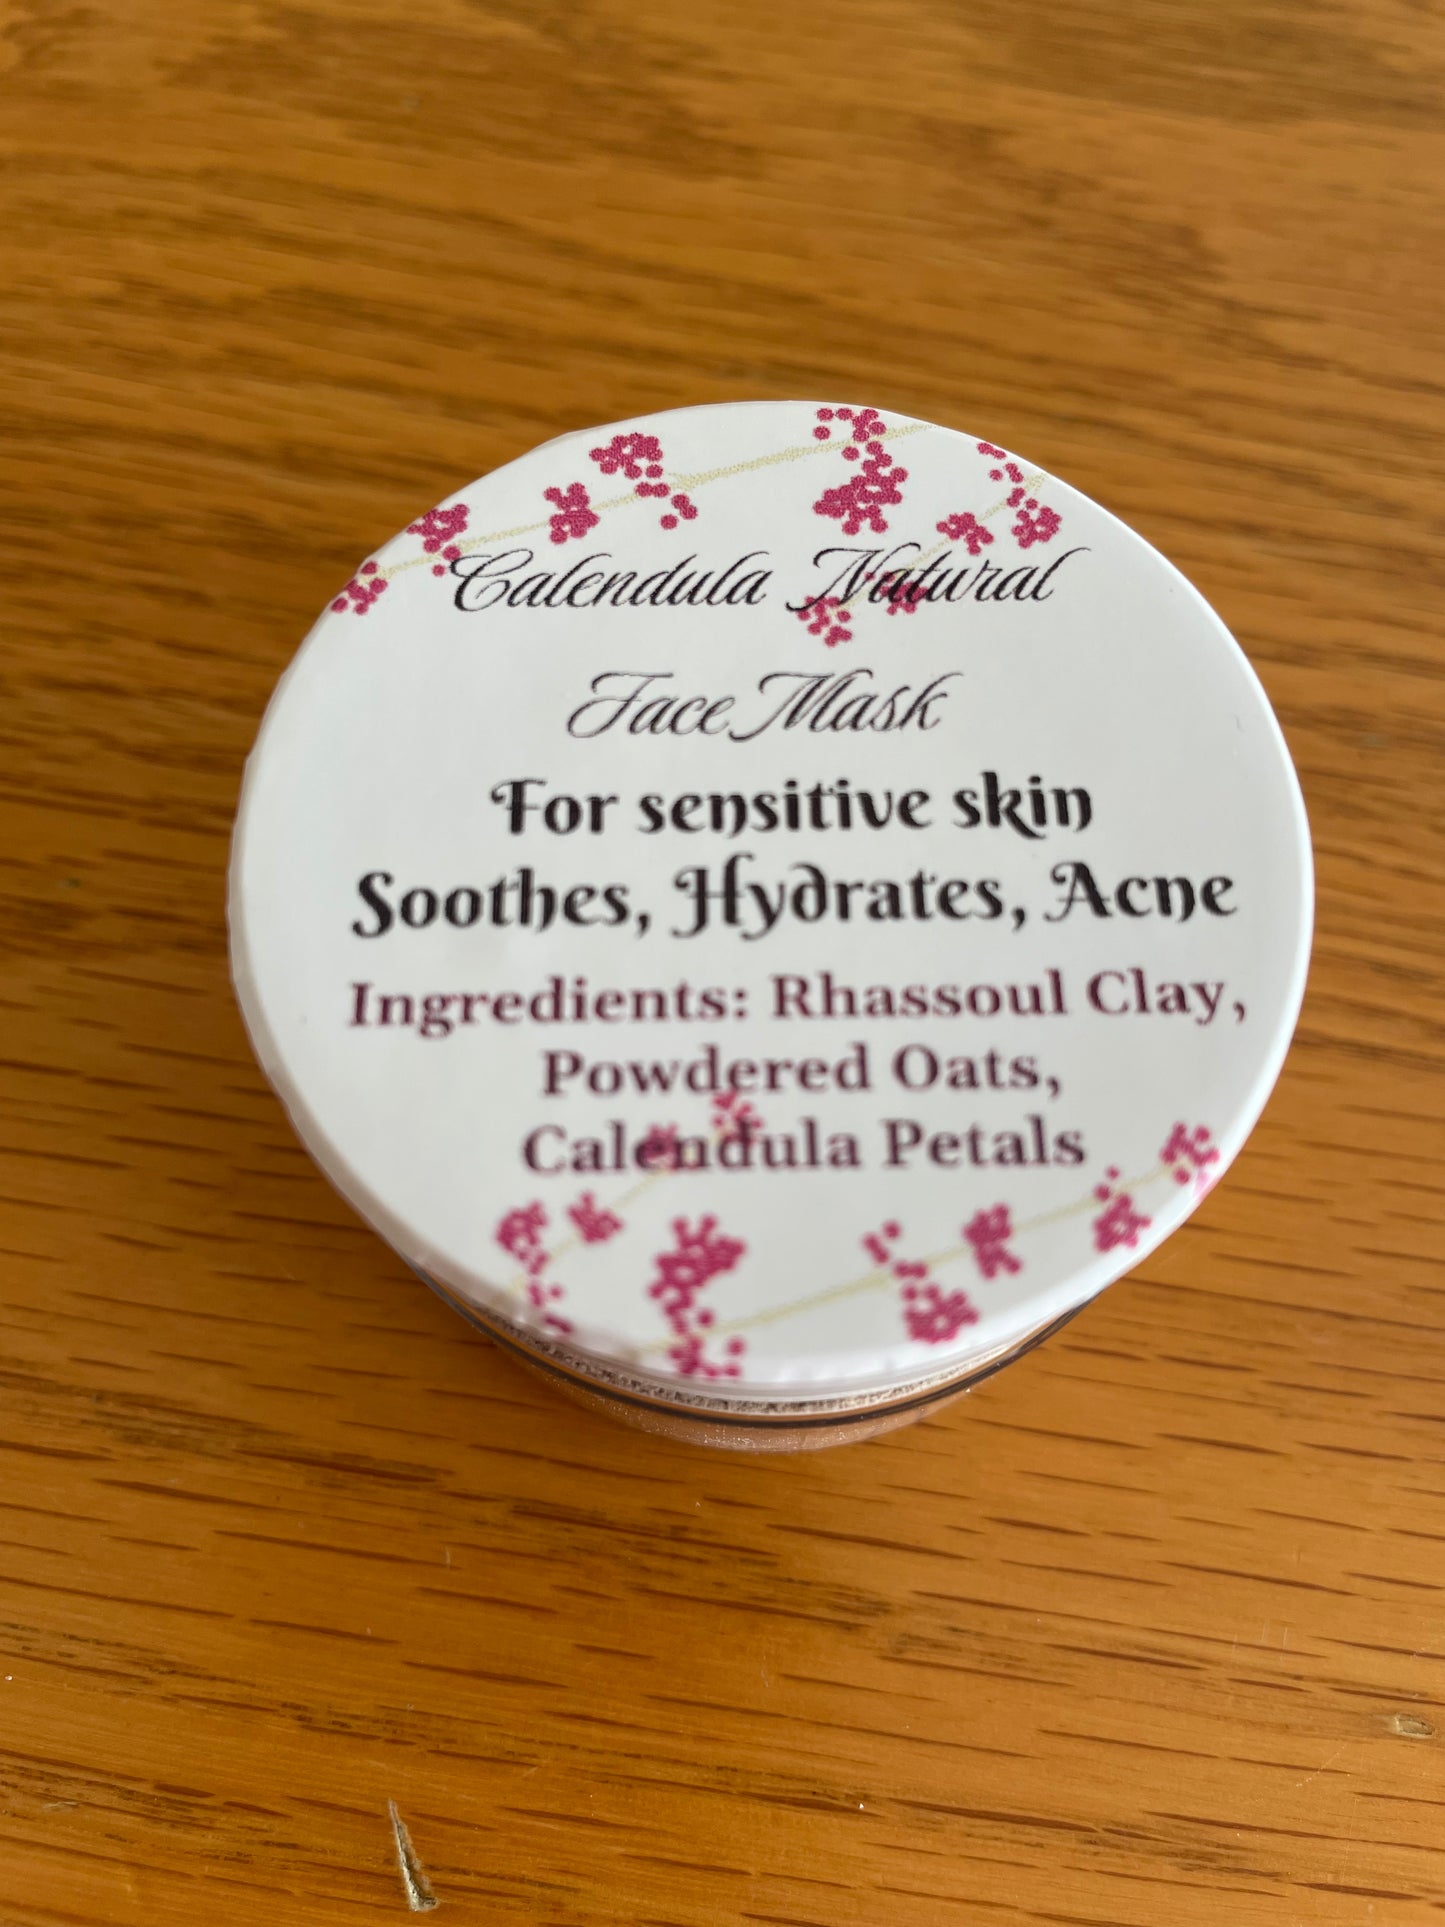 Calendula Natural
Face Mask
For sensitive skin
Soothes, Hydrates, Acne
Ingredients: Rhassoul Clay,
Powdered Oats,
Calendula Petals